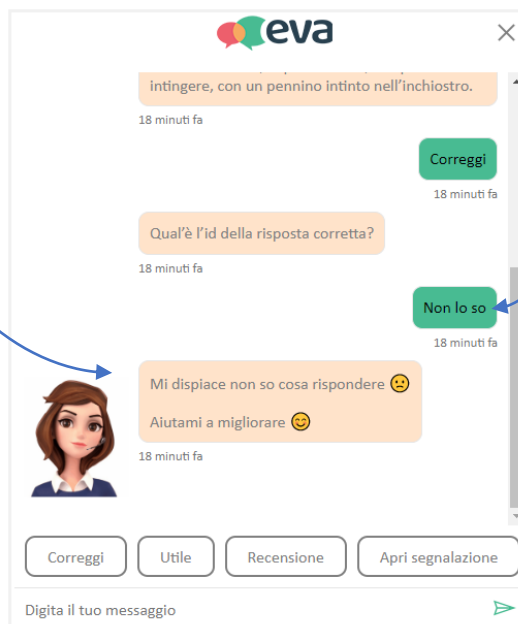 eva
intingere, con un pennino intinto nell'inchiostro.
18 minuti fa
Correggi
18 minuti fa
Qual'è l'id della risposta corretta?
18 minuti fa
Non lo so
18 minuti fa
Mi dispiace non so cosa rispondere 🙁
Aiutami a migliorare 😊
18 minuti fa
Correggi
Utile
Recensione
Apri segnalazione
Digita il tuo messaggio